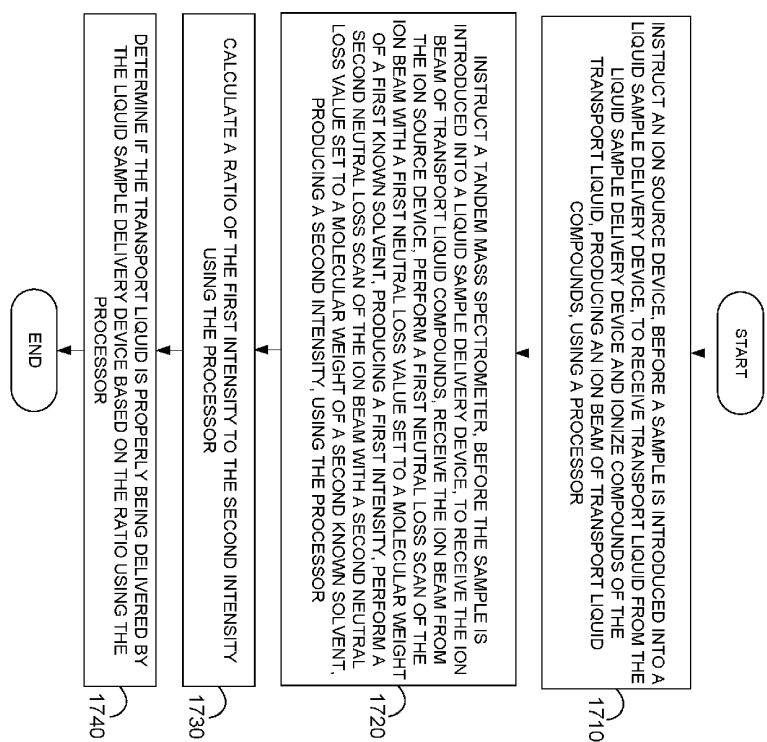 START
INSTRUCT AN ION SOURCE DEVICE, BEFORE A SAMPLE IS INTRODUCED INTO A
LIQUID SAMPLE DELIVERY DEVICE, TO RECEIVE TRANSPORT LIQUID FROM THE
LIQUID SAMPLE DELIVERY DEVICE AND IONIZE COMPOUNDS OF THE
TRANSPORT LIQUID, PRODUCING AN ION BEAM OF TRANSPORT LIQUID
COMPOUNDS, USING A PROCESSOR
1710
INSTRUCT A TANDEM MASS SPECTROMETER, BEFORE THE SAMPLE IS
INTRODUCED INTO A LIQUID SAMPLE DELIVERY DEVICE, TO RECEIVE THE ION
BEAM OF TRANSPORT LIQUID COMPOUNDS, RECEIVE THE ION BEAM FROM
THE ION SOURCE DEVICE, PERFORM A FIRST NEUTRAL LOSS SCAN OF THE
ION BEAM WITH A FIRST NEUTRAL LOSS VALUE SET TO A MOLECULAR WEIGHT
OF A FIRST KNOWN SOLVENT, PRODUCING A FIRST INTENSITY, PERFORM A
SECOND NEUTRAL LOSS SCAN OF THE ION BEAM WITH A SECOND NEUTRAL
LOSS VALUE SET TO A MOLECULAR WEIGHT OF A SECOND KNOWN SOLVENT,
PRODUCING A SECOND INTENSITY, USING THE PROCESSOR
1720
CALCULATE A RATIO OF THE FIRST INTENSITY TO THE SECOND INTENSITY
USING THE PROCESSOR
1730
DETERMINE IF THE TRANSPORT LIQUID IS PROPERLY BEING DELIVERED BY
THE LIQUID SAMPLE DELIVERY DEVICE BASED ON THE RATIO USING THE
PROCESSOR
1740
END